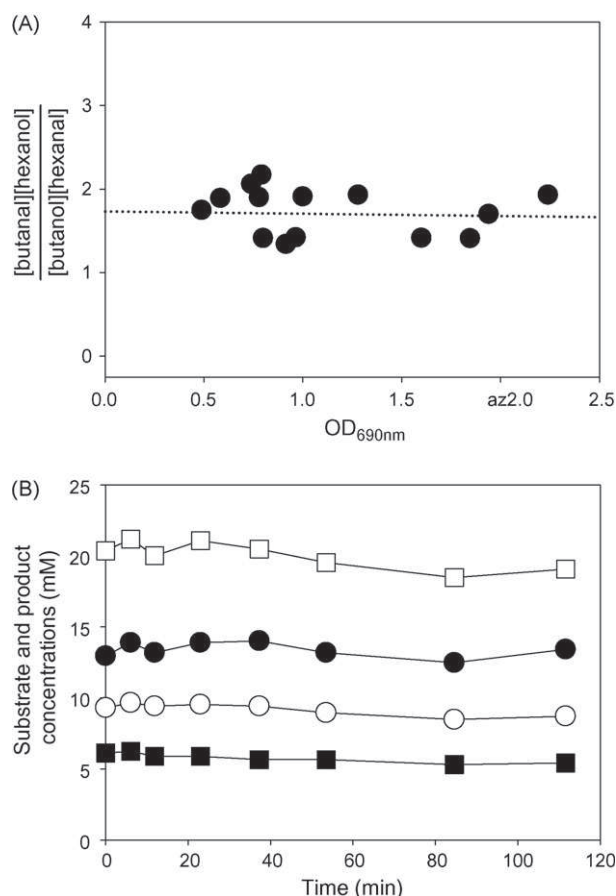 (A)
4
3
2
1
0
[butanal][hexanol]
[butanol][hexanal]
0.0 0.5 1.0 1.5 az2.0 2.5
OD690nm
(B)
25
20
15
10
5
0
Substrate and product
concentrations (mM)
0 20 40 60 80 100 120
Time (min)